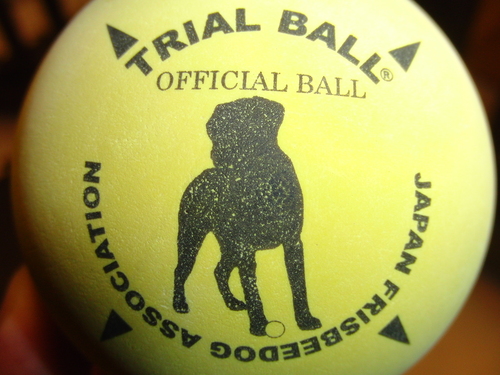 TRIAL BALL®
OFFICIAL BALL
JAPAN FRISBEEDOG ASSOCIATION